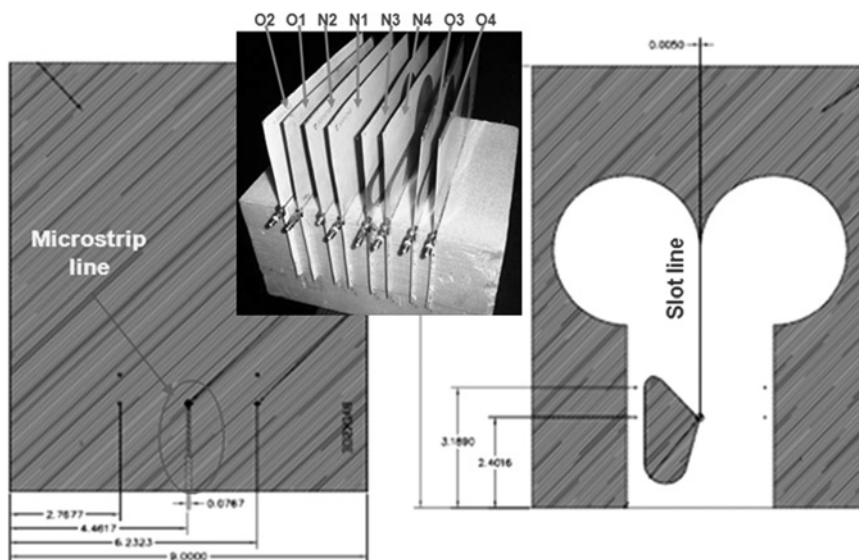 O2 O1 N2 N1 N3 N4 O3 O4
0.0050
Microstrip
line
Slot line
3.1890
2.4016
0.0767
2.7677
4.4617
6.2323
9.0000